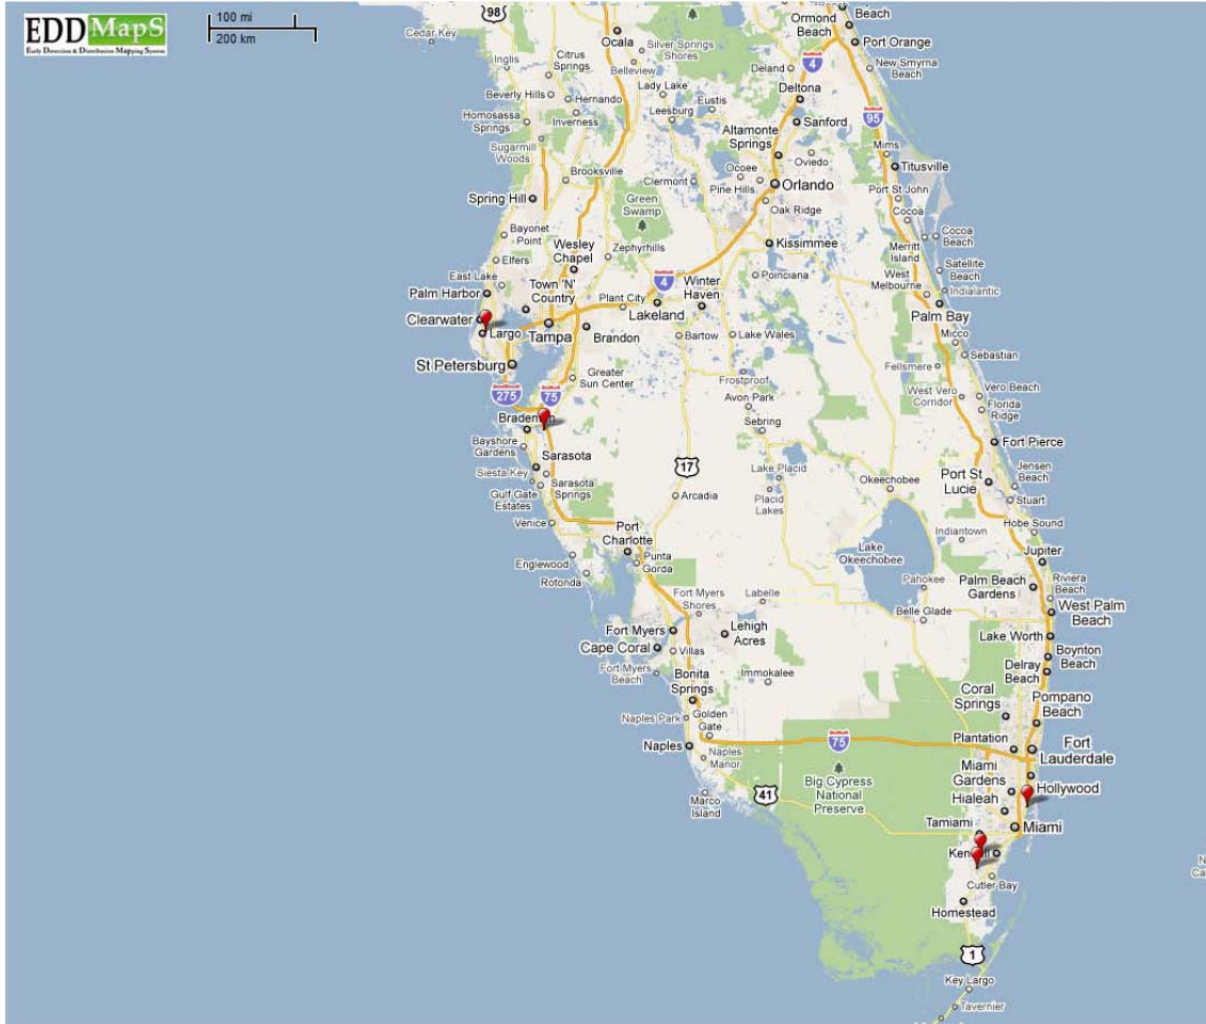 EDDMapS
Early Detection & Distribution Mapping System
100 mi
200 km
98
Cedar Key
Ocala
Silver Springs
Shores
Ormond
Beach
Beach
Port Orange
4
New Smyrna
Beach
Inglis
Citrus
Springs
Belleview
Deland
Deltona
Lady Lake
Beverly Hills
Hernando
Leesburg
Eustis
Inverness
Homosassa
Springs
Sanford
95
Altamonte
Springs
Sugarmill
Woods
Oviedo
Mims
Titusville
Brooksville
Clermont
Ocoee
Pine Hills
Orlando
Port St John
Spring Hill
Green
Swamp
Oak Ridge
Cocoa
Bayonet
Point
Wesley
Chapel
Zephyrhills
Kissimmee
Cocoa
Beach
Merritt
Island
Elfers
East Lake
Town 'N'
Country
4
Winter
Haven
Poinciana
Satellite
Beach
West
Melbourne
Indialantic
Palm Harbor
Plant City
Lakeland
Palm Bay
Clearwater
Largo
Tampa
Brandon
Bartow
Lake Wales
Micco
Sebastian
St Petersburg
Greater
Sun Center
Frostproof
Fellsmere
275
75
Avon Park
West Vero
Corridor
Vero Beach
Florida
Ridge
Sebring
Bayshore
Gardens
Sarasota
Fort Pierce
Siesta Key
Sarasota
Springs
17
Lake Placid
Placid
Lakes
Okeechobee
Port St
Lucie
Jensen
Beach
Gulf Gate
Estates
Arcadia
Stuart
Venice
Port
Charlotte
Hobe Sound
Indiantown
Lake
Okeechobee
Jupiter
Englewood
Punta
Gorda
Rotonda
Pahokee
Palm Beach
Gardens
Riviera
Beach
Fort Myers
Shores
Labelle
Belle Glade
West Palm
Beach
Fort Myers
Lehigh
Acres
Lake Worth
Cape Coral
Villas
Boynton
Beach
Fort Myers
Beach
Bonita
Springs
Immokalee
Delray
Beach
Coral
Springs
Pompano
Beach
Naples Park
Golden
Gate
75
Plantation
Fort
Lauderdale
Naples
Naples
Manor
Big Cypress
National
Preserve
Miami
Gardens
Hollywood
41
Marco
Island
Hialeah
Tamiami
Miami
Cutler Bay
Homestead
1
Key Largo
Tavernier